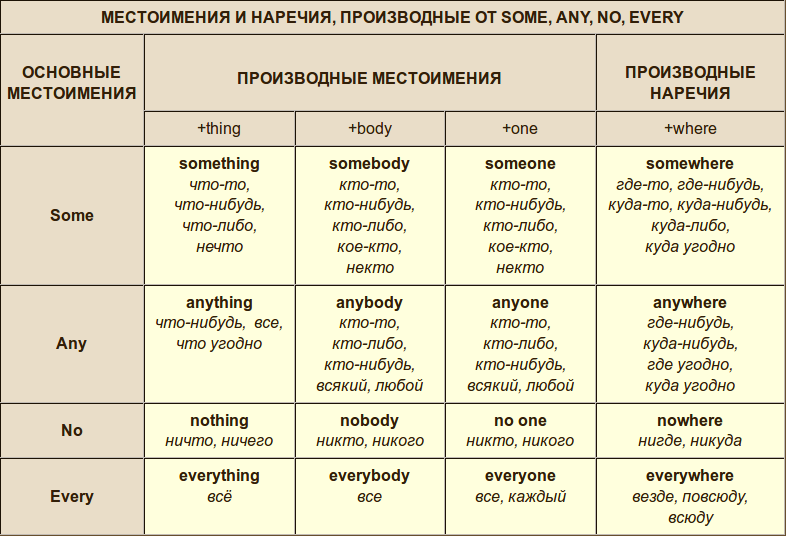 МЕСТОИМЕНИЯ И НАРЕЧИЯ, ПРОИЗВОДНЫЕ ОТ SOME, ANY, NO, EVERY
ОСНОВНЫЕ
МЕСТОИМЕНИЯ
ПРОИЗВОДНЫЕ МЕСТОИМЕНИЯ
ПРОИЗВОДНЫЕ
НАРЕЧИЯ
+thing
+body
+one
+where
Some
something
что-то,
что-нибудь,
что-либо,
нечто
somebody
кто-то,
кто-нибудь,
кто-либо,
кое-кто,
некто
someone
кто-то,
кто-нибудь,
кто-либо,
кое-кто,
некто
somewhere
где-то, где-нибудь,
куда-то, куда-нибудь,
куда-либо,
куда угодно
Any
anything
что-нибудь, все,
что угодно
anybody
кто-то,
кто-либо,
кто-нибудь,
всякий, любой
anyone
кто-то,
кто-либо,
кто-нибудь,
всякий, любой
anywhere
где-нибудь,
куда-нибудь,
где угодно,
куда угодно
No
nothing
ничто, ничего
nobody
никто, никого
no one
никто, никого
nowhere
нигде, никуда
Every
everything
всё
everybody
все
everyone
все, каждый
everywhere
везде, повсюду,
всюду